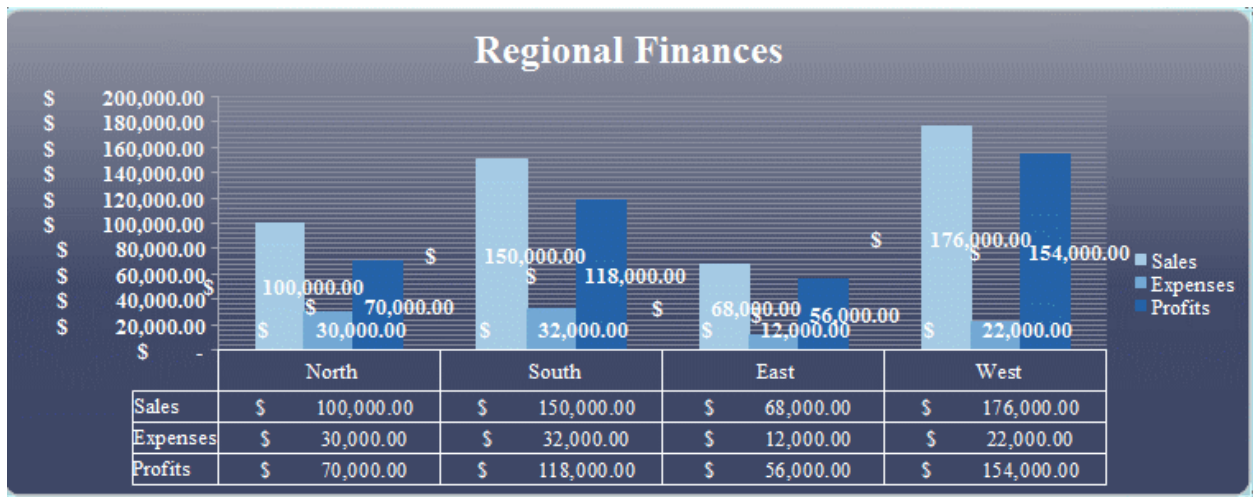 Regional Finances
$ 200,000.00
$ 180,000.00
$ 160,000.00
$ 140,000.00
$ 120,000.00
$ 100,000.00
$ 80,000.00
$ 60,000.00
$ 40,000.00
$ 20,000.00
$ -
$ 100,000.00
$ 30,000.00
$ 70,000.00
$ 150,000.00
$ 32,000.00
$ 118,000.00
$ 68,000.00
$ 12,000.00
$ 56,000.00
$ 176,000.00
$ 22,000.00
$ 154,000.00
Sales
Expenses
Profits
North South East West
Sales $ 100,000.00 $ 150,000.00 $ 68,000.00 $ 176,000.00
Expenses $ 30,000.00 $ 32,000.00 $ 12,000.00 $ 22,000.00
Profits $ 70,000.00 $ 118,000.00 $ 56,000.00 $ 154,000.00